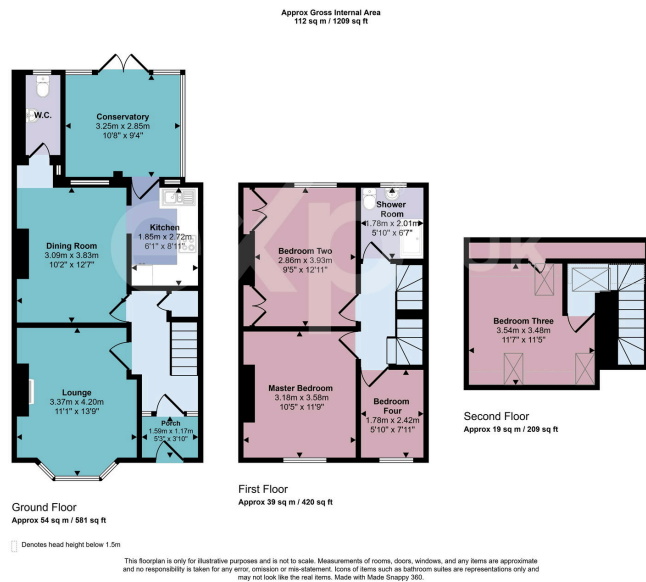 Approx Gross Internal Area
112 sq m / 1209 sq ft
W.C.
Conservatory
3.25m x 2.85m
10'8" x 9'4"
Kitchen
1.85m x 2.72m
6'1" x 8'11"
Dining Room
3.09m x 3.83m
10'2" x 12'7"
Lounge
3.37m x 4.20m
11'1" x 13'9"
Porch
1.59m x 1.17m
5'3" x 3'10"
Ground Floor
Approx 54 sq m / 581 sq ft
Shower
Room
1.78m x 2.01m
5'10" x 6'7"
Bedroom Two
2.86m x 3.93m
9'5" x 12'11"
Master Bedroom
3.18m x 3.58m
10'5" x 11'9"
Bedroom
Four
1.78m x 2.42m
5'10" x 7'11"
First Floor
Approx 39 sq m / 420 sq ft
Bedroom Three
3.54m x 3.48m
11'7" x 11'5"
Second Floor
Approx 19 sq m / 209 sq ft
exp UK
Denotes head height below 1.5m
This floorplan is only for illustrative purposes and is not to scale. Measurements of rooms, doors, windows, and any items are approximate
and no responsibility is taken for any error, omission or mis-statement. Icons of items such as bathroom suites are representations only and
may not look like the real items. Made with Made Snappy 360.